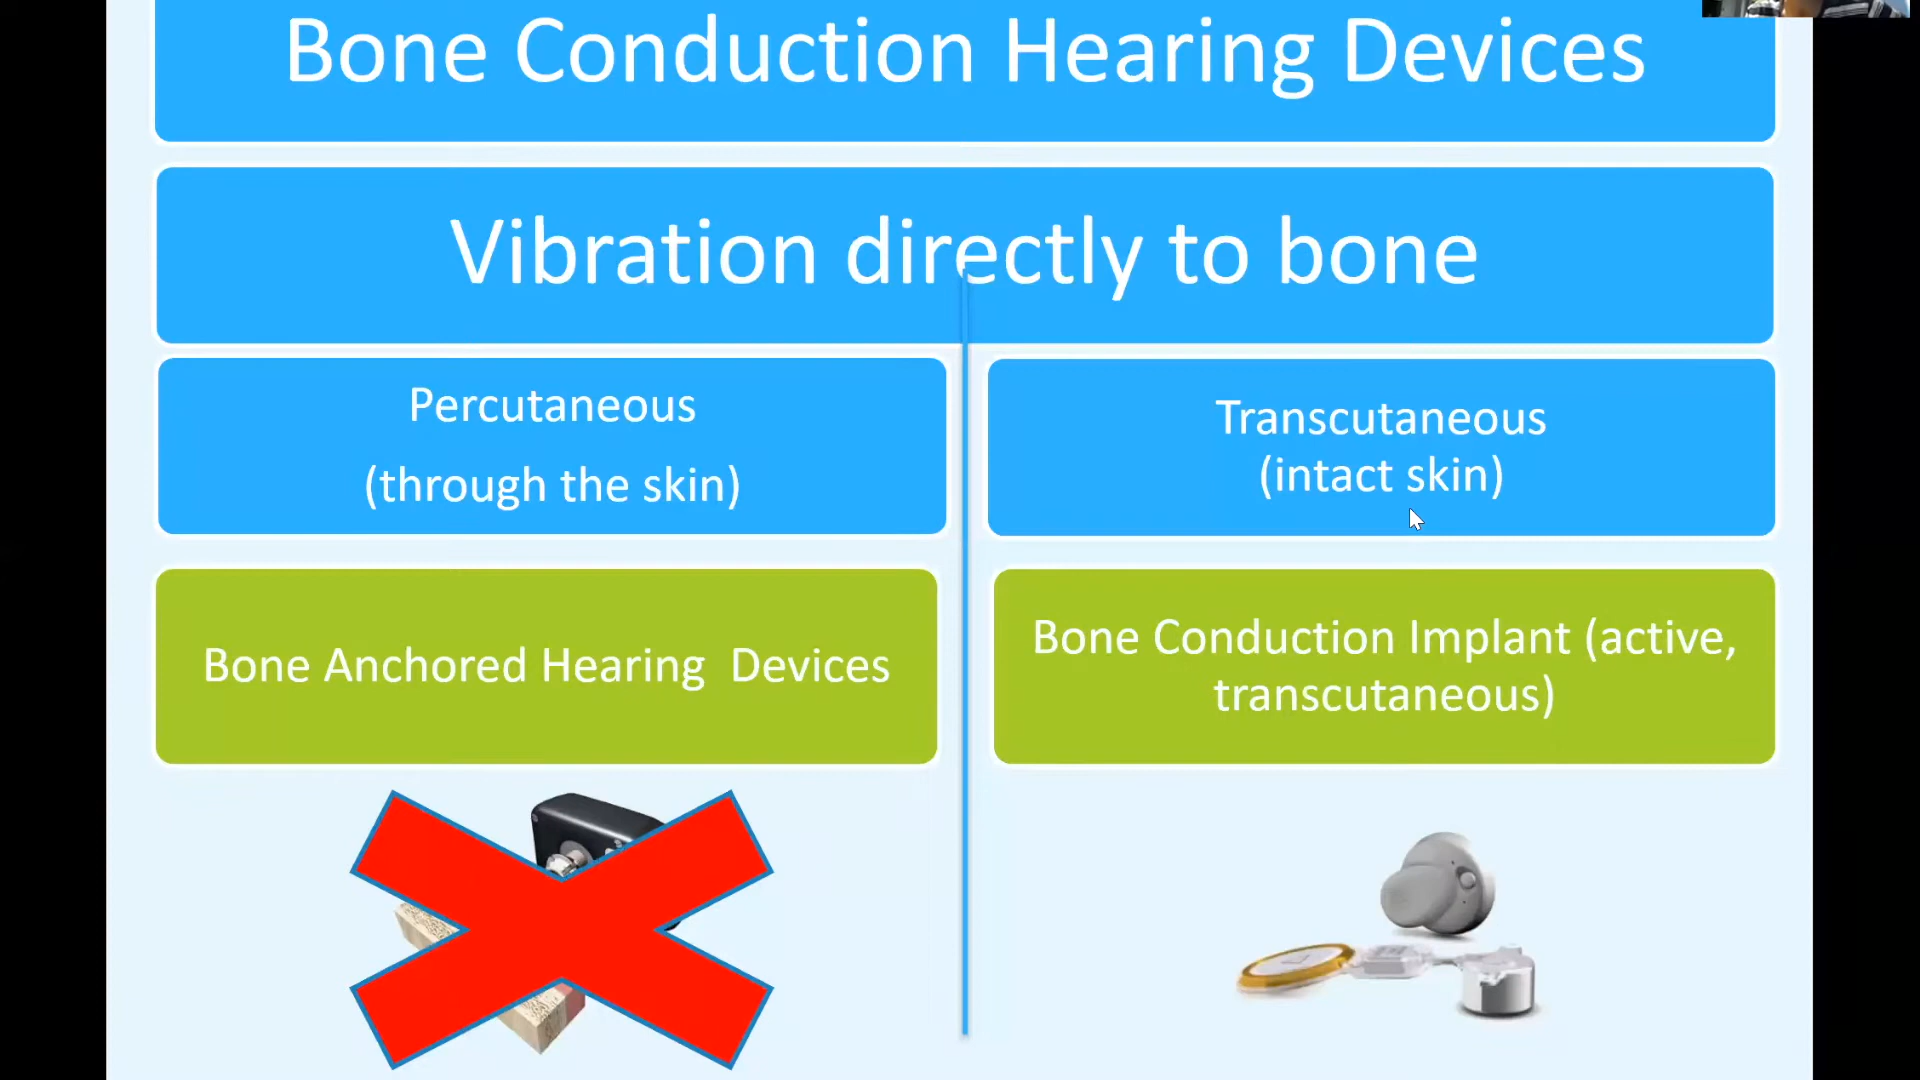 Bone Conduction Hearing Devices
Vibration directly to bone
Percutaneous
(through the skin)
Transcutaneous
(intact skin)
Bone Anchored Hearing  Devices
Bone Conduction Implant (active,
transcutaneous)